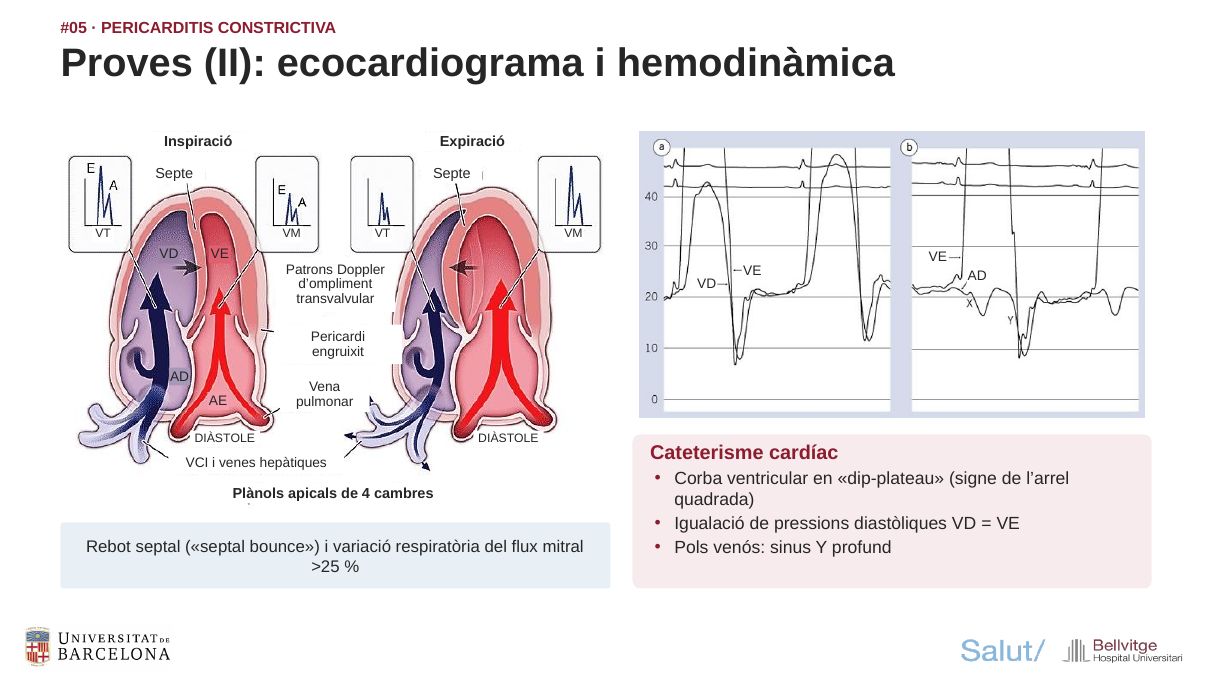 #05 · PERICARDITIS CONSTRICTIVA
Proves (II): ecocardiograma i hemodinàmica
Inspiració
Expiració
E
A
VT
Septe
E
A
VM
VT
Septe
VM
VD
VE
Patrons Doppler
d’ompliment
transvalvular
Pericardi
engruixit
AD
AE
Vena
pulmonar
DIÀSTOLE
DIÀSTOLE
VCI i venes hepàtiques
Plànols apicals de 4 cambres
Rebot septal («septal bounce») i variació respiratòria del flux mitral
>25 %
a
40
30
20
10
0
VE
VD
b
VE
AD
X
Y
Cateterisme cardíac
• Corba ventricular en «dip-plateau» (signe de l’arrel
quadrada)
• Igualació de pressions diastòliques VD = VE
• Pols venós: sinus Y profund
UNIVERSITAT DE
BARCELONA
Salut/
Bellvitge
Hospital Universitari